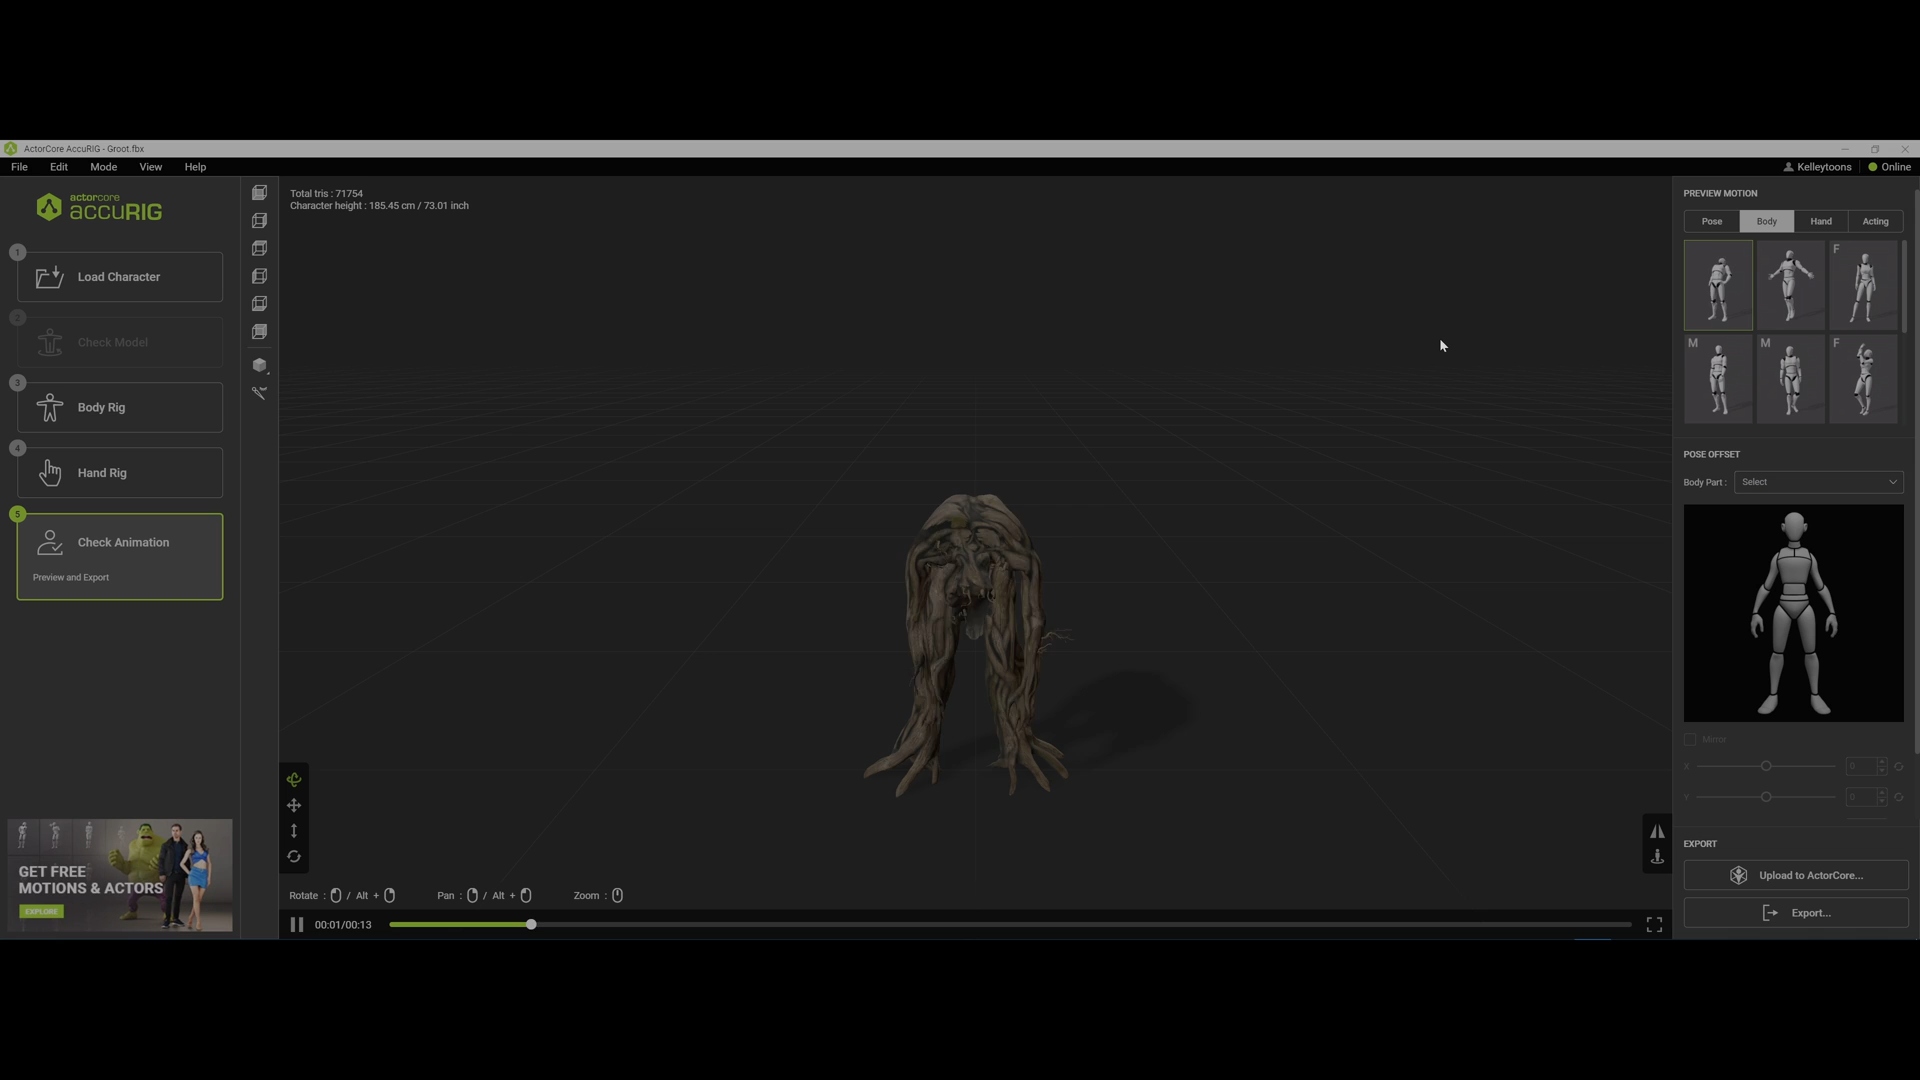 ActorCore AccuRIG - Groot.fbx
File Edit Mode View Help
Kelleytoons
Online
actorcore
accuRIG
1
Load Character
2
Check Model
3
Body Rig
4
Hand Rig
5
Check Animation
Preview and Export
GET FREE
MOTIONS & ACTORS
EXPLORE
Total tris : 71754
Character height : 185.45 cm / 73.01 inch
Rotate : / Alt + Pan : / Alt + Zoom :
00:01/00:13
PREVIEW MOTION
Pose Body Hand Acting
F
M M F
POSE OFFSET
Body Part : Select
Mirror
X 0
Y 0
EXPORT
Upload to ActorCore...
Export...